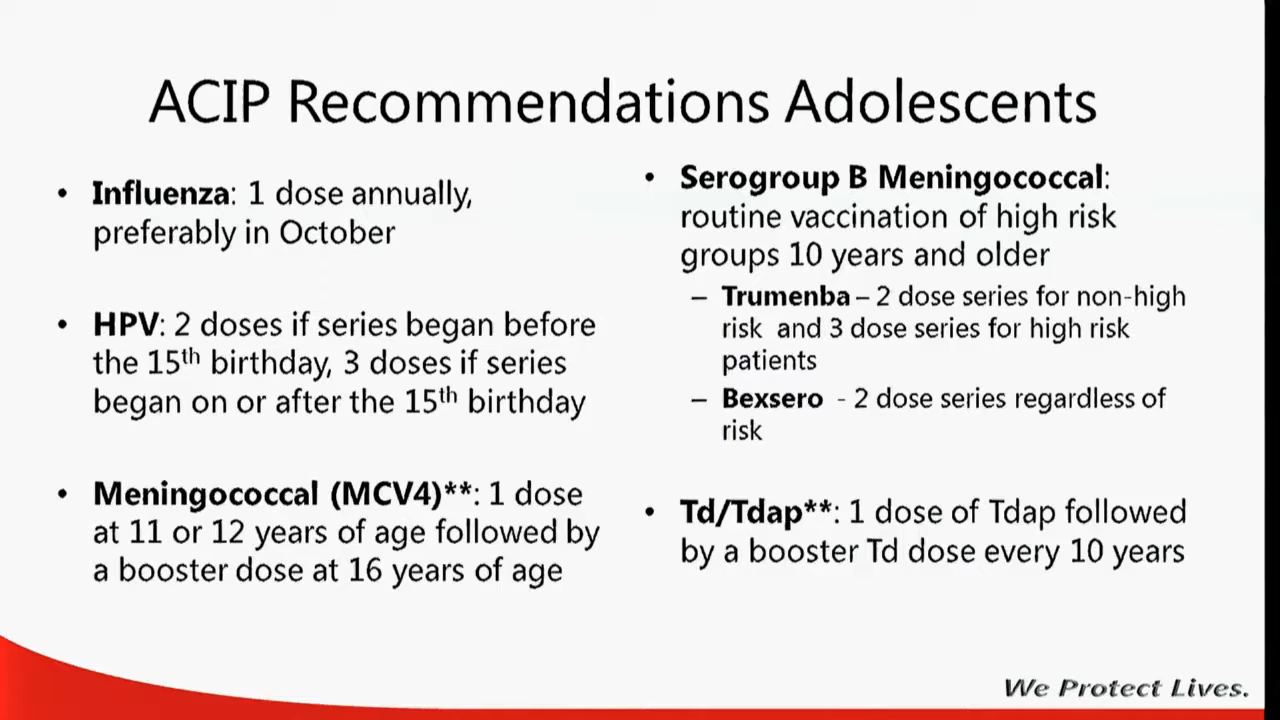 ACIP Recommendations Adolescents
• Influenza: 1 dose annually,
preferably in October
• HPV: 2 doses if series began before
the 15th birthday, 3 doses if series
began on or after the 15th birthday
• Meningococcal (MCV4)**: 1 dose
at 11 or 12 years of age followed by
a booster dose at 16 years of age
• Serogroup B Meningococcal:
routine vaccination of high risk
groups 10 years and older
– Trumenba – 2 dose series for non-high
risk and 3 dose series for high risk
patients
– Bexsero - 2 dose series regardless of
risk
• Td/Tdap**: 1 dose of Tdap followed
by a booster Td dose every 10 years
We Protect Lives.